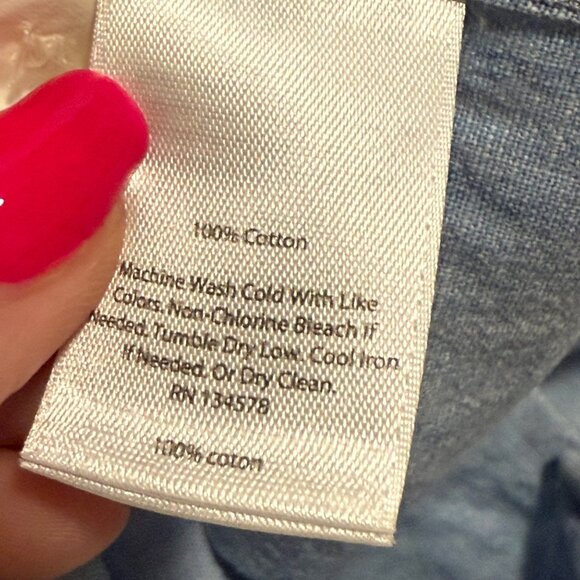 100% Cotton
Machine Wash Cold With Like
Colors. Non-Chlorine Bleach if
Needed. Tumble Dry Low. Cool Iron
If Needed. Or Dry Clean.
RN 134578
100% coton